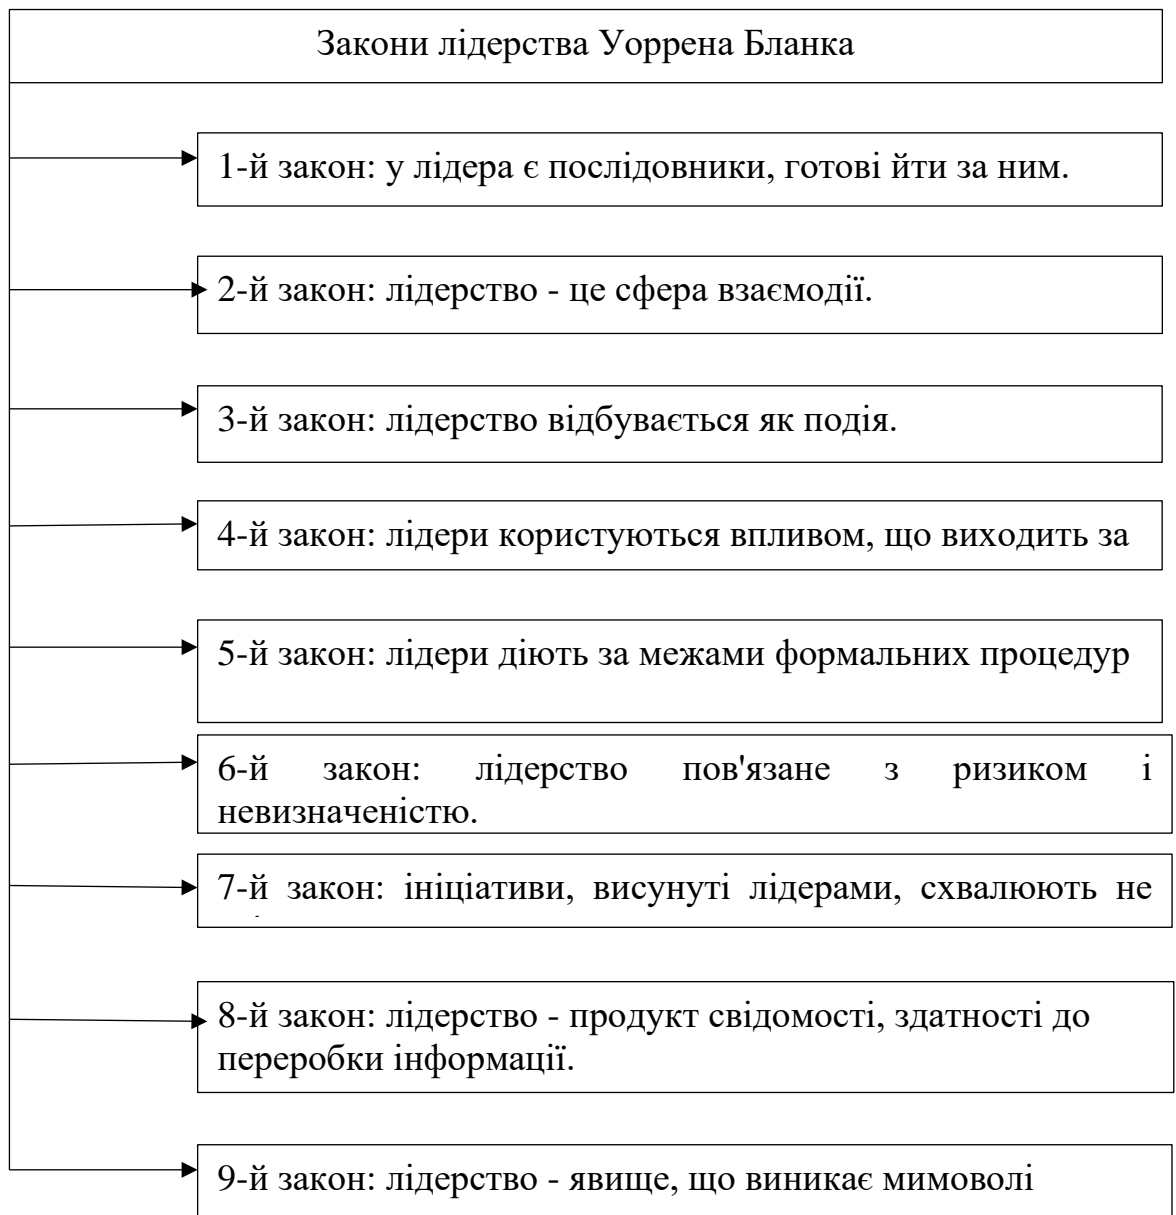 Закони лідерства Уоррена Бланка
1-й закон: у лідера є послідовники, готові йти за ним.
2-й закон: лідерство - це сфера взаємодії.
3-й закон: лідерство відбувається як подія.
4-й закон: лідери користуються впливом, що виходить за
5-й закон: лідери діють за межами формальних процедур
6-й закон: лідерство пов'язане з ризиком і
невизначеністю.
7-й закон: ініціативи, висунуті лідерами, схвалюють не
8-й закон: лідерство - продукт свідомості, здатності до
переробки інформації.
9-й закон: лідерство - явище, що виникає мимоволі